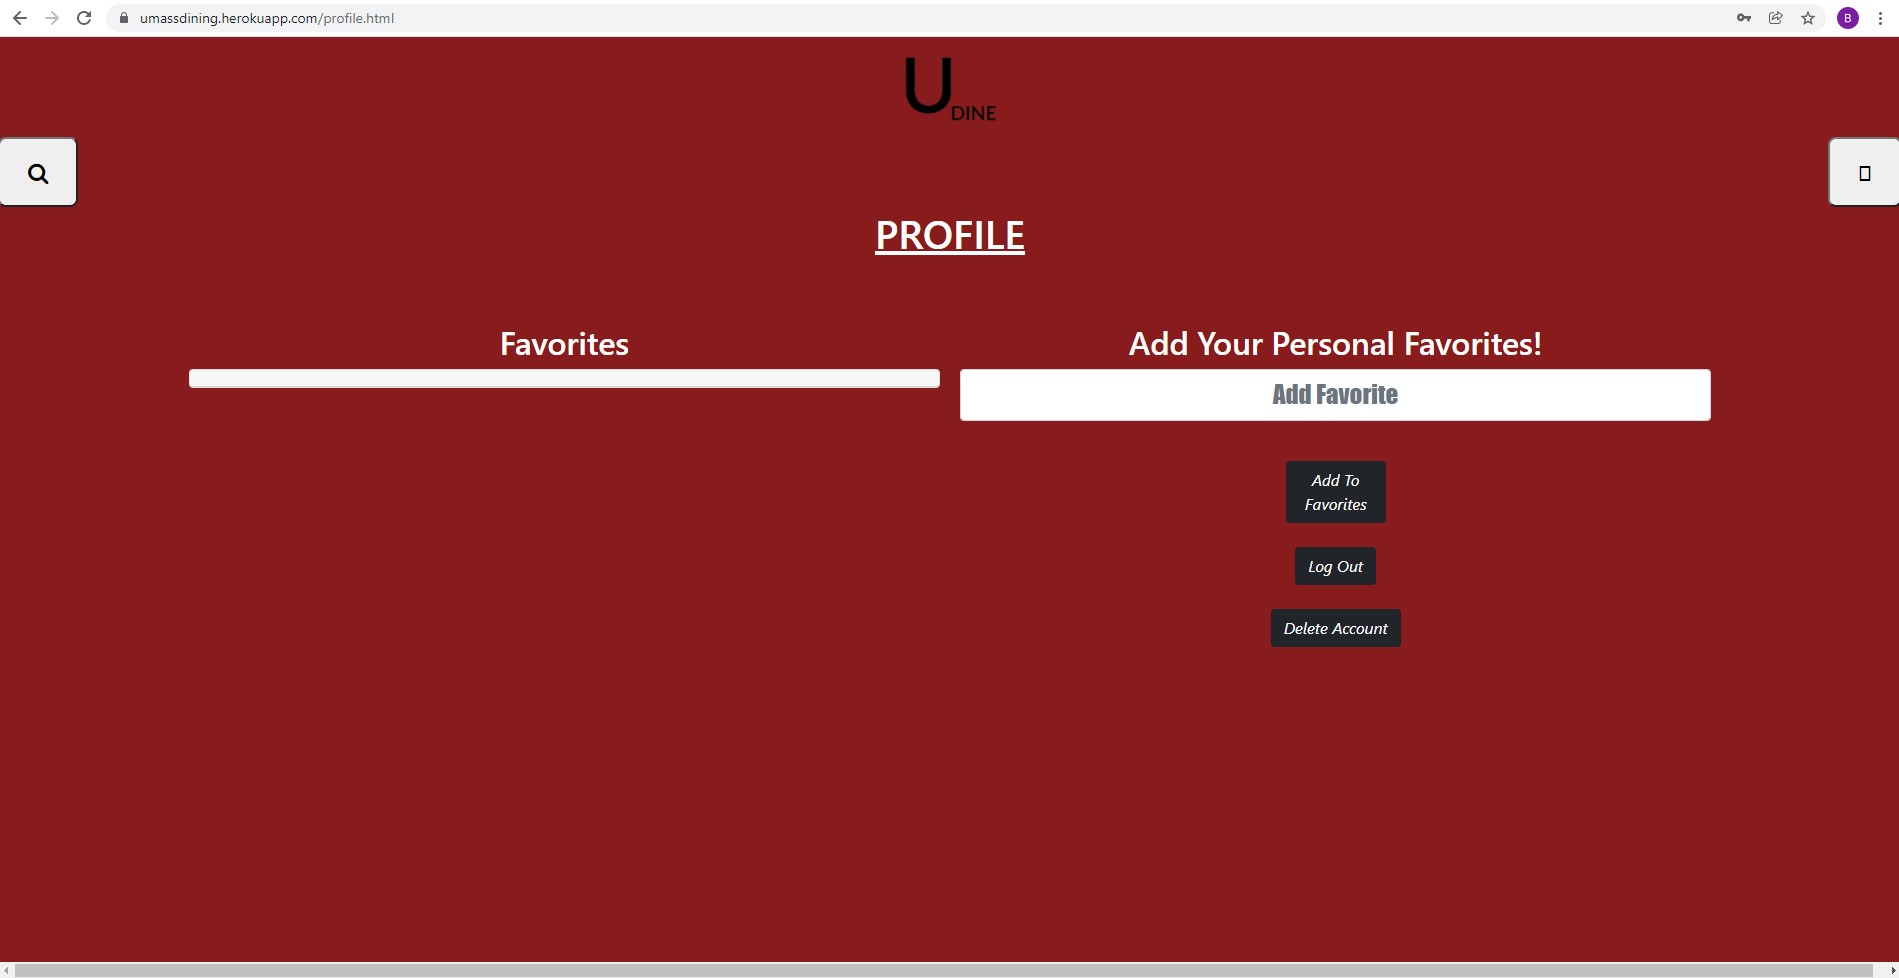 umassdining.herokuapp.com/profile.html
B
U
DINE
PROFILE
Favorites
Add Your Personal Favorites!
Add Favorite
Add To
Favorites
Log Out
Delete Account